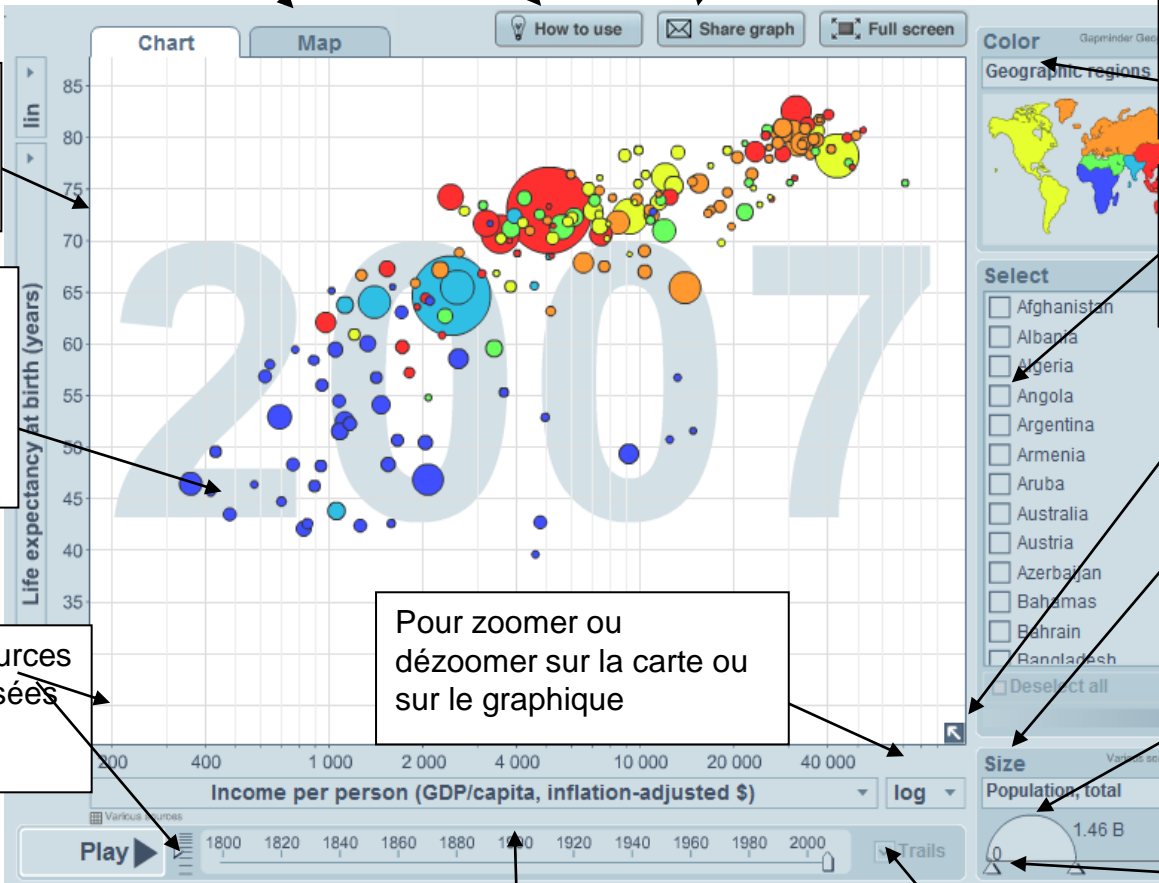 How to use
Share graph
Full screen
Chart
Map
Color
Geographic regions
lin
85
80
75
70
65
60
55
50
45
40
35
Life expectancy at birth (years)
2007
Select
Afghanistan
Albania
Algeria
Angola
Argentina
Armenia
Aruba
Australia
Austria
Azerbaijan
Bahamas
Bahrain
Bangladesh
Deselect all
Pour zoomer ou
dézoomer sur la carte ou
sur le graphique
200 400 1 000 2 000 4 000 10 000 20 000 40 000
Income per person (GDP/capita, inflation-adjusted $)
log
Various sources
Size
Population, total
1.46 B
0
Play
1800 1820 1840 1860 1880 1900 1920 1940 1960 1980 2000
Trails